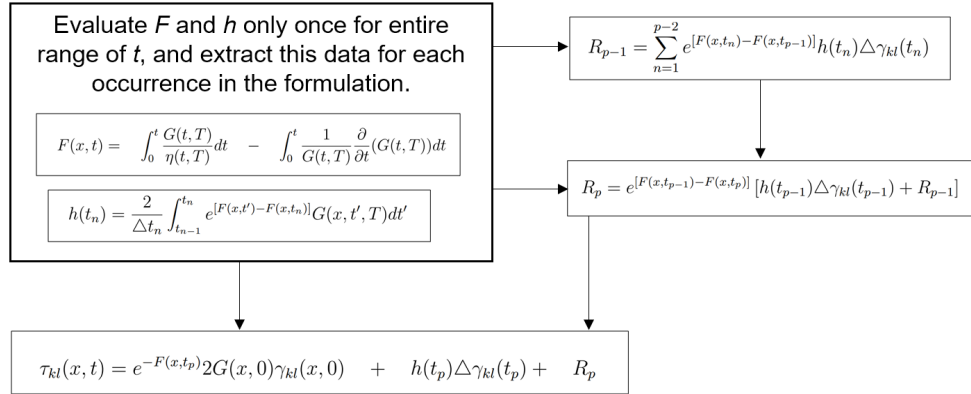 Evaluate F and h only once for entire
range of t, and extract this data for each
occurrence in the formulation.
F(x, t) = ∫_0^t G(t, T)/η(t, T) dt − ∫_0^t 1/G(t, T) ∂/∂t (G(t, T))dt
h(t_n) = 2/△t_n ∫_{t_{n−1}}^{t_n} e^{[F(x,t′)−F(x,t_n)]} G(x, t′, T)dt′
R_{p−1} = ∑_{n=1}^{p−2} e^{[F(x,t_n)−F(x,t_{p−1})]} h(t_n)△γ_{kl}(t_n)
R_p = e^{[F(x,t_{p−1})−F(x,t_p)]} [h(t_{p−1})△γ_{kl}(t_{p−1}) + R_{p−1}]
τ_{kl}(x, t) = e^{−F(x,t_p)} 2G(x, 0)γ_{kl}(x, 0) + h(t_p)△γ_{kl}(t_p) + R_p